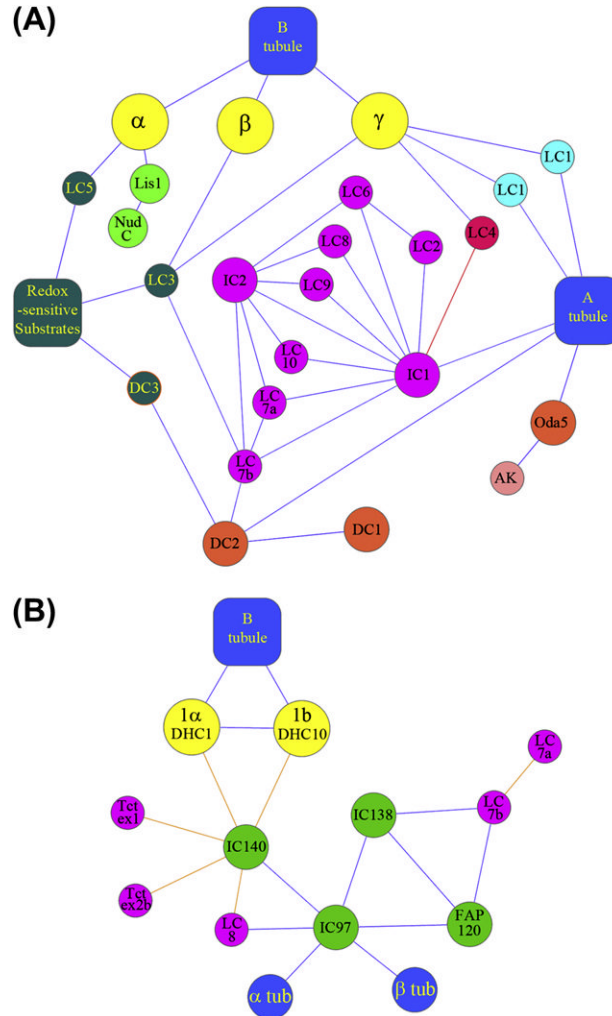 (A)
B
tubule
α
β
γ
LC1
LC5
Lis1
LC6
LC1
Nud
C
LC8
LC2
LC4
Redox
-sensitive
Substrates
LC3
IC2
LC9
A
tubule
LC
10
IC1
DC3
LC
7a
Oda5
LC
7b
AK
DC2
DC1
(B)
B
tubule
1α
DHC1
1b
DHC10
LC
7a
Tct
ex1
IC138
LC
7b
IC140
Tct
ex2b
LC
8
IC97
FAP
120
α tub
β tub